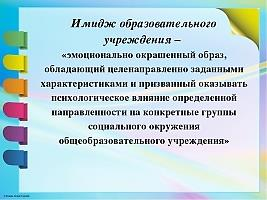 Имидж образовательного
учреждения –
«эмоционально окрашенный образ,
обладающий целенаправленно заданными
характеристиками и призванный оказывать
психологическое влияние определенной
направленности на конкретные группы
социального окружения
общеобразовательного учреждения»